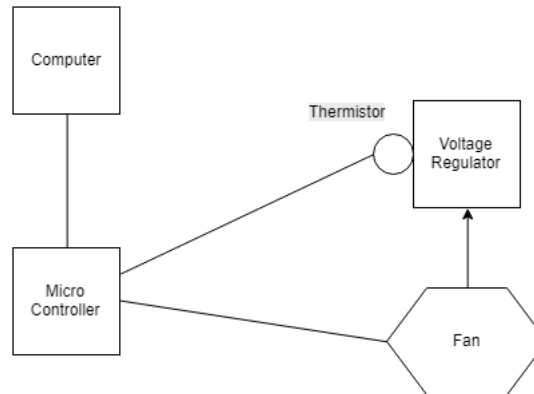 Computer
Thermistor
Voltage
Regulator
Micro
Controller
Fan